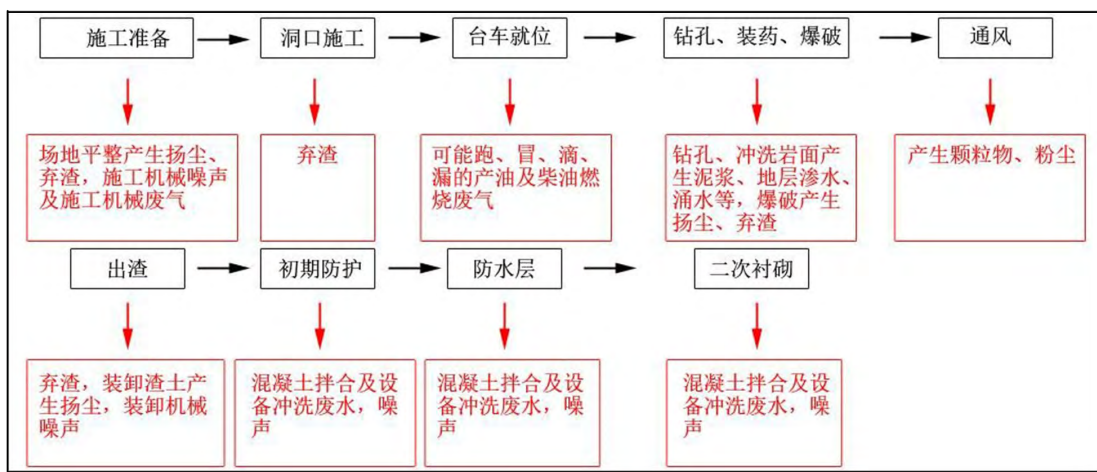 施工准备
洞口施工
台车就位
钻孔、装药、爆破
通风
场地平整产生扬尘、
弃渣，施工机械噪声
及施工机械废气
弃渣
可能跑、冒、滴、
漏的产油及柴油燃
烧废气
钻孔、冲洗岩面产
生泥浆、地层渗水、
涌水等，爆破产生
扬尘、弃渣
产生颗粒物、粉尘
出渣
初期防护
防水层
二次衬砌
弃渣，装卸渣土产
生扬尘，装卸机械
噪声
混凝土拌合及设
备冲洗废水，噪
声
混凝土拌合及设
备冲洗废水，噪
声
混凝土拌合及设
备冲洗废水，噪
声